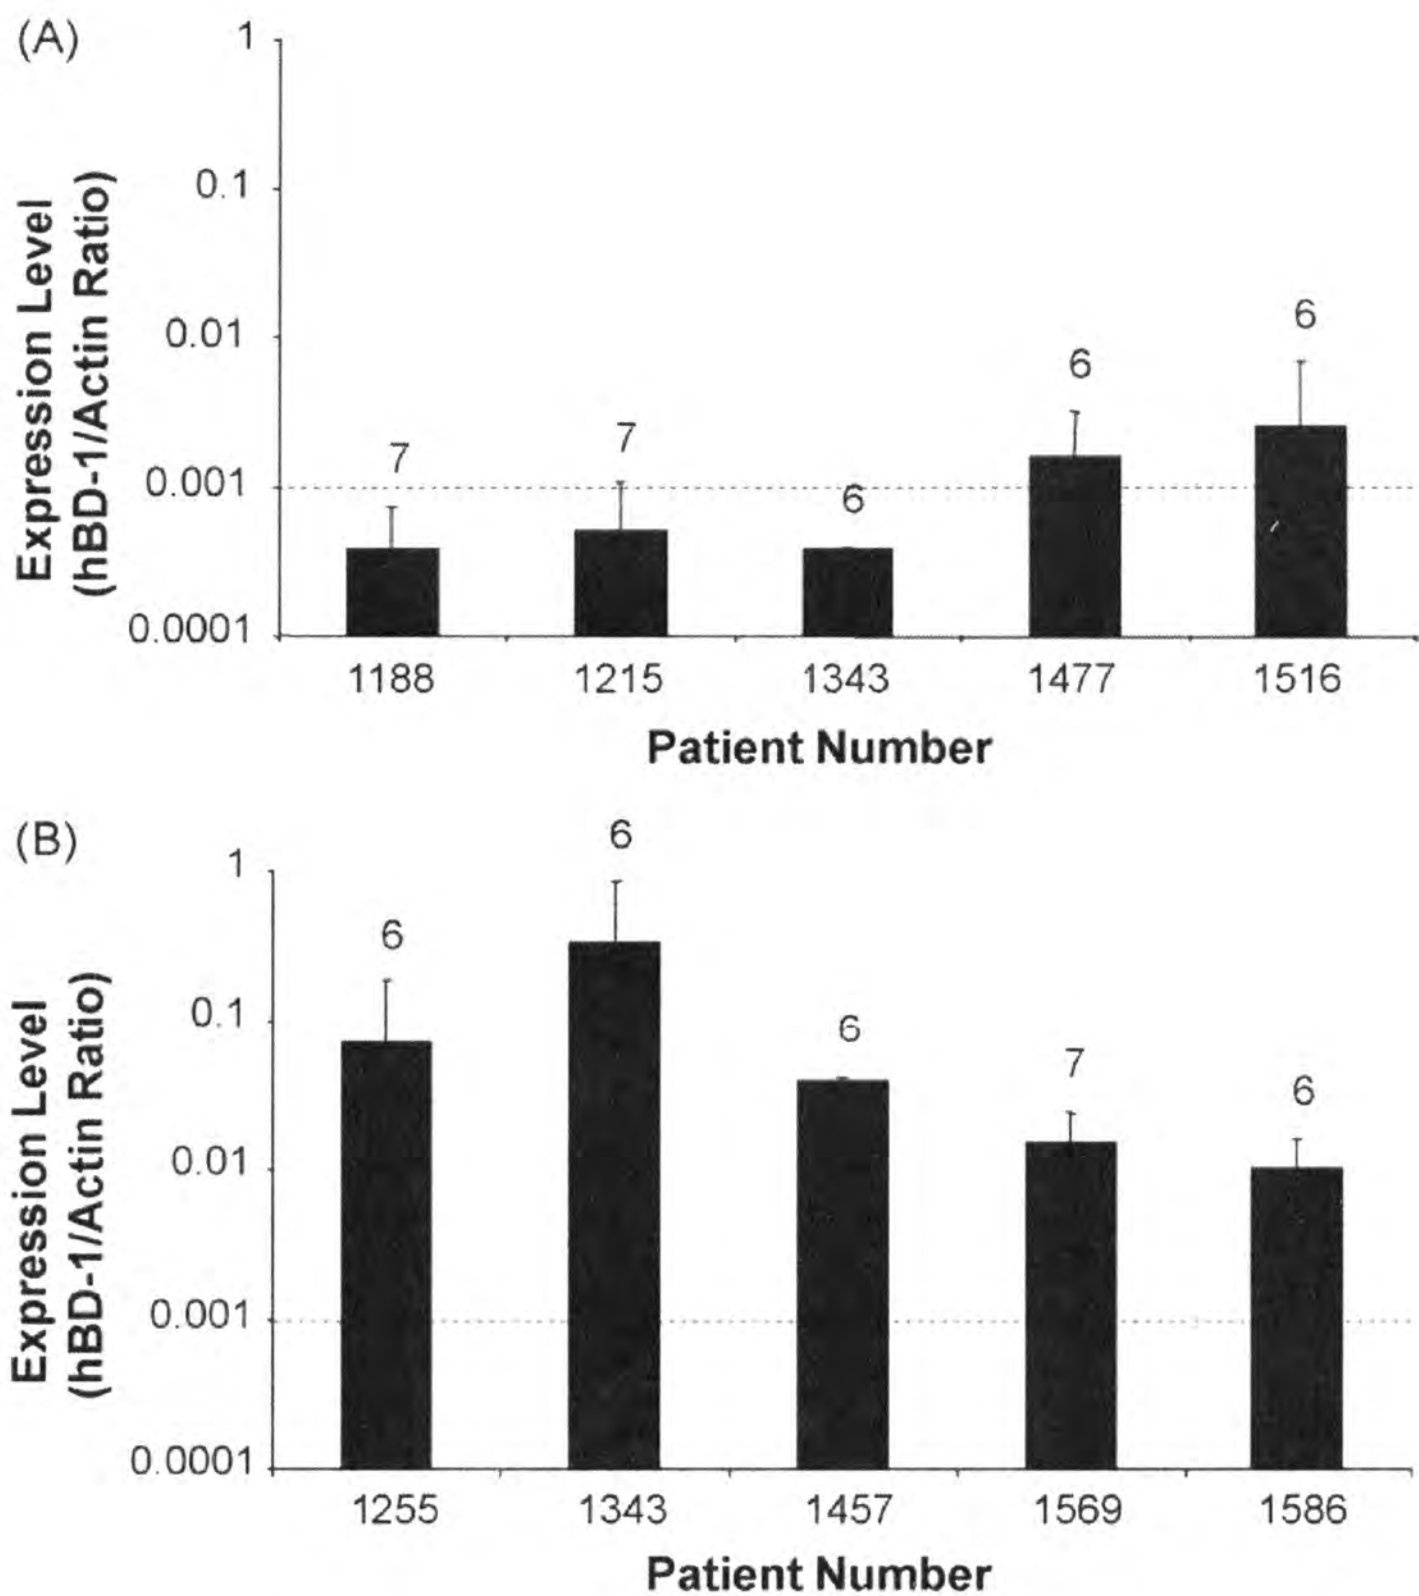 (A)
Expression Level
(hBD-1/Actin Ratio)
1
0.1
0.01
0.001
0.0001
7
7
6
6
6
1188 1215 1343 1477 1516
Patient Number
(B)
Expression Level
(hBD-1/Actin Ratio)
1
0.1
0.01
0.001
0.0001
6
6
6
7
6
1255 1343 1457 1569 1586
Patient Number